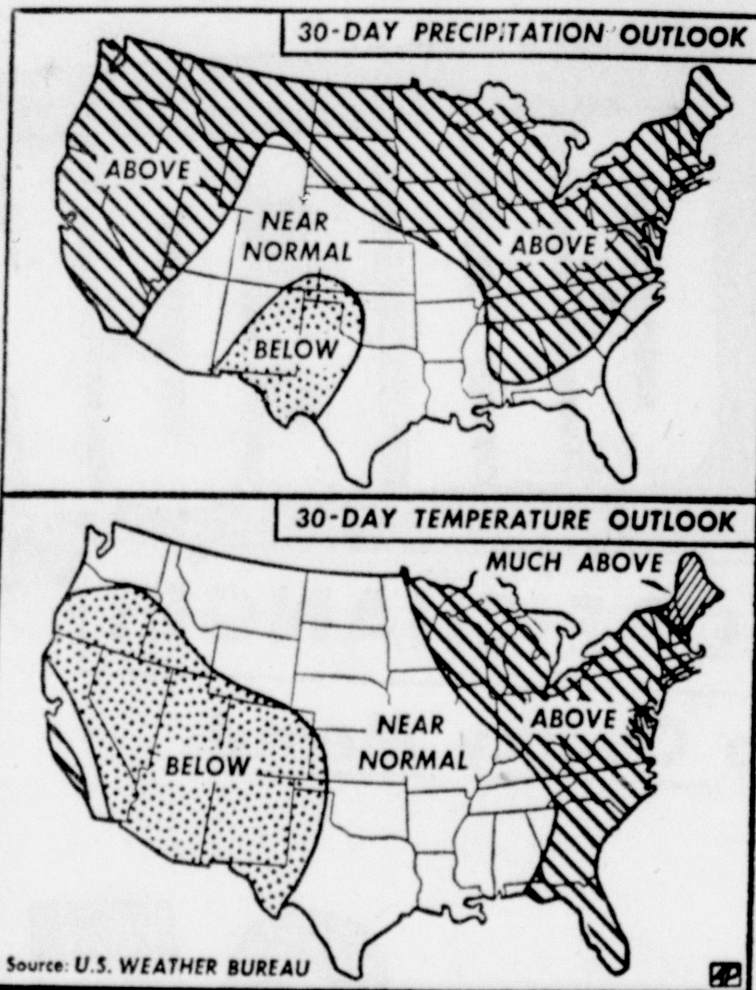 30-DAY PRECIPITATION OUTLOOK
ABOVE
NEAR
NORMAL
ABOVE
BELOW
30-DAY TEMPERATURE OUTLOOK
MUCH ABOVE
ABOVE
NEAR
NORMAL
BELOW
Source: U.S. WEATHER BUREAU
AP